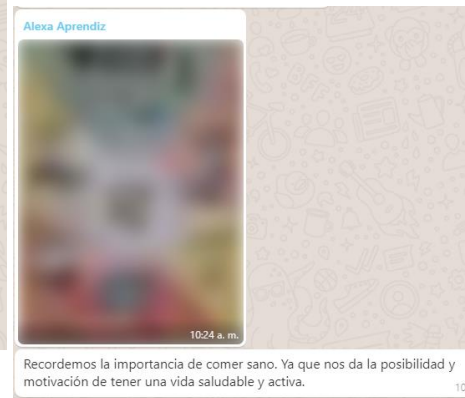 Alexa Aprendiz
10:24 a. m.
Recordemos la importancia de comer sano. Ya que nos da la posibilidad y
motivación de tener una vida saludable y activa.